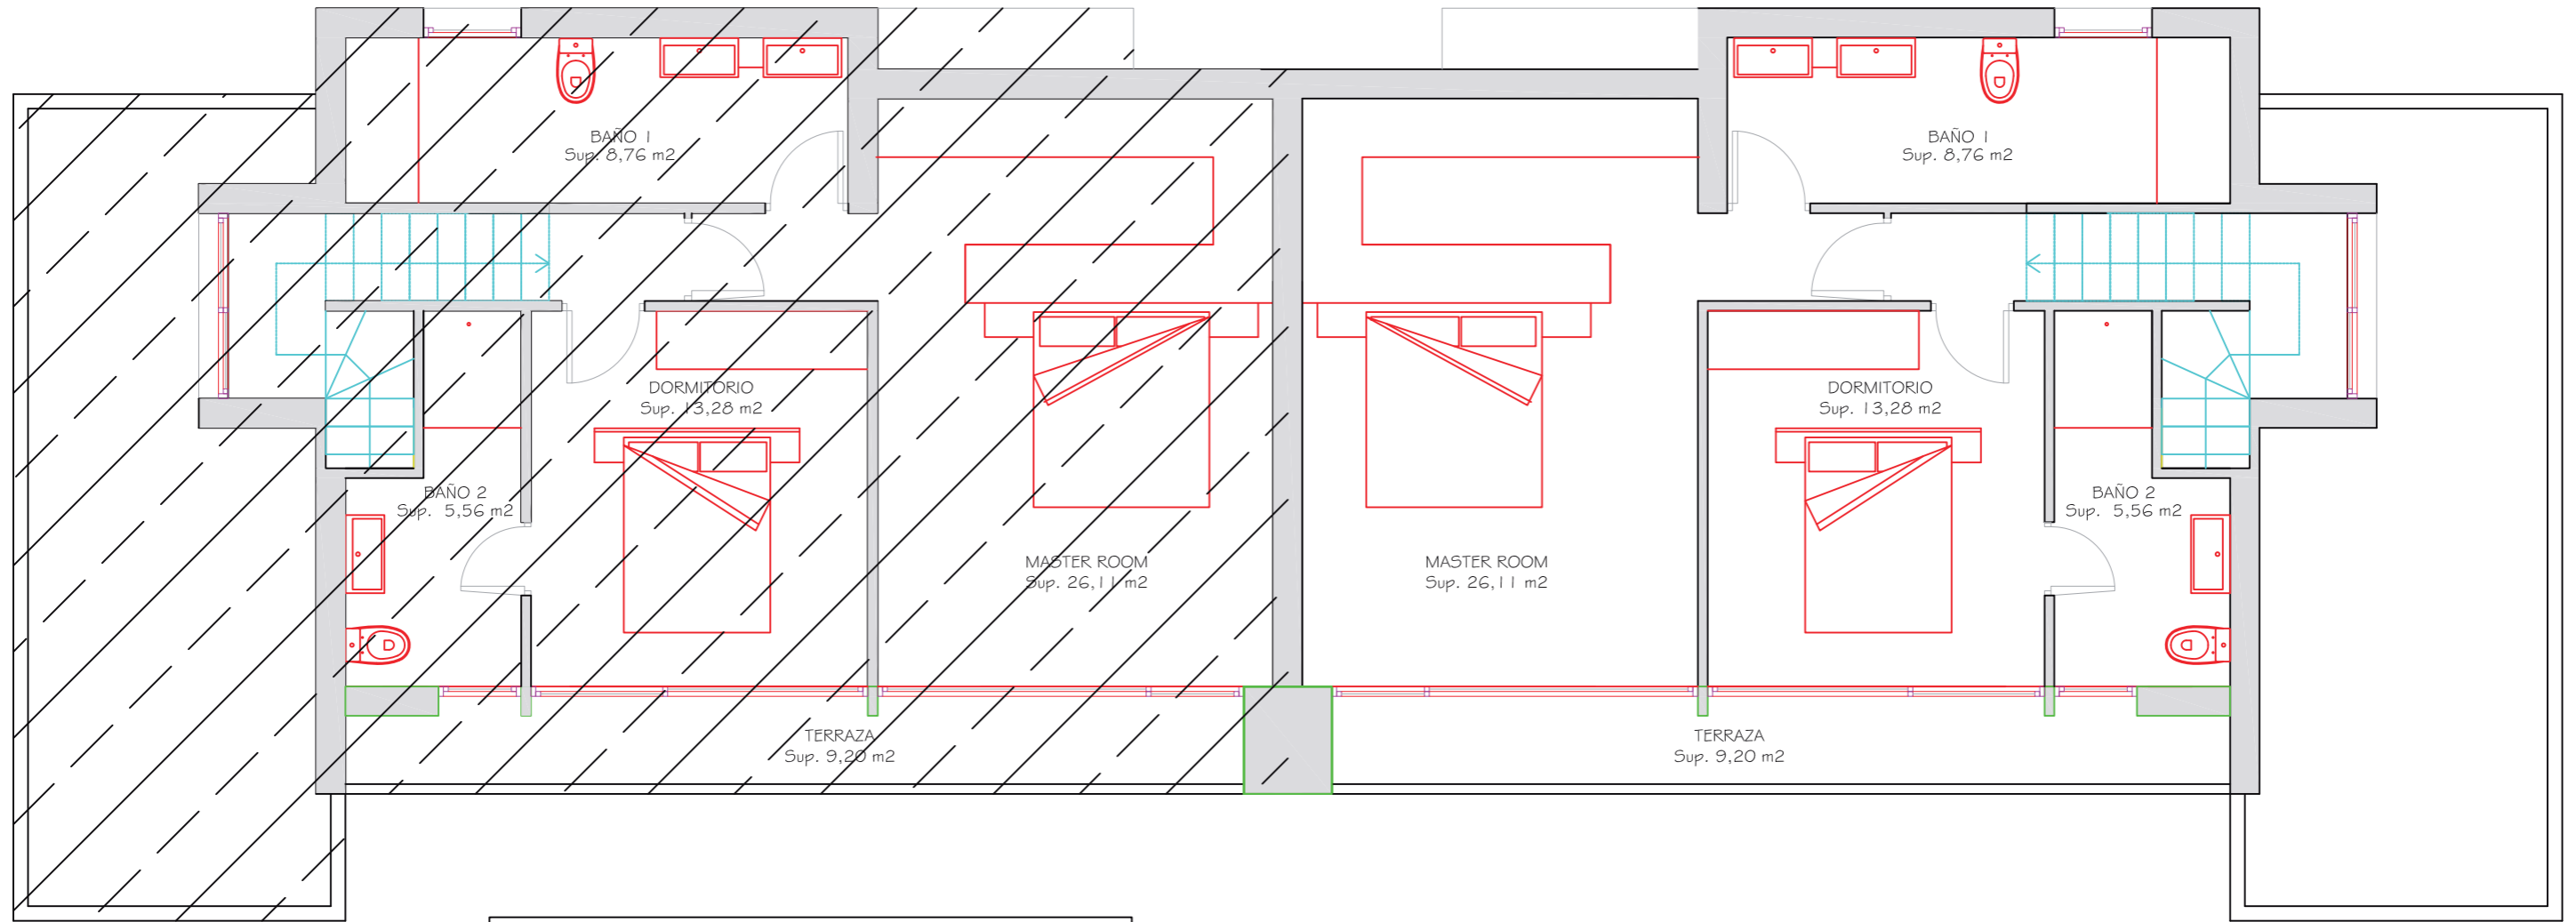 BAÑO 1
Sup. 8,76 m2
BAÑO 1
Sup. 8,76 m2
DORMITORIO
Sup. 13,28 m2
DORMITORIO
Sup. 13,28 m2
BAÑO 2
Sup. 5,56 m2
BAÑO 2
Sup. 5,56 m2
MASTER ROOM
Sup. 26,11 m2
MASTER ROOM
Sup. 26,11 m2
TERRAZA
Sup. 9,20 m2
TERRAZA
Sup. 9,20 m2